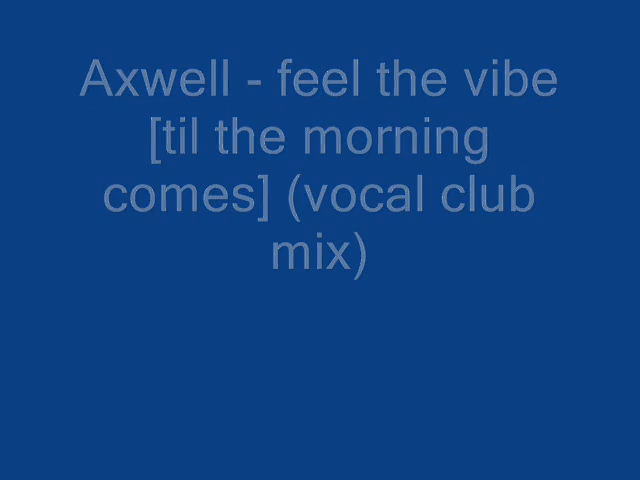 Axwell - feel the vibe
[til the morning
comes] (vocal club
mix)